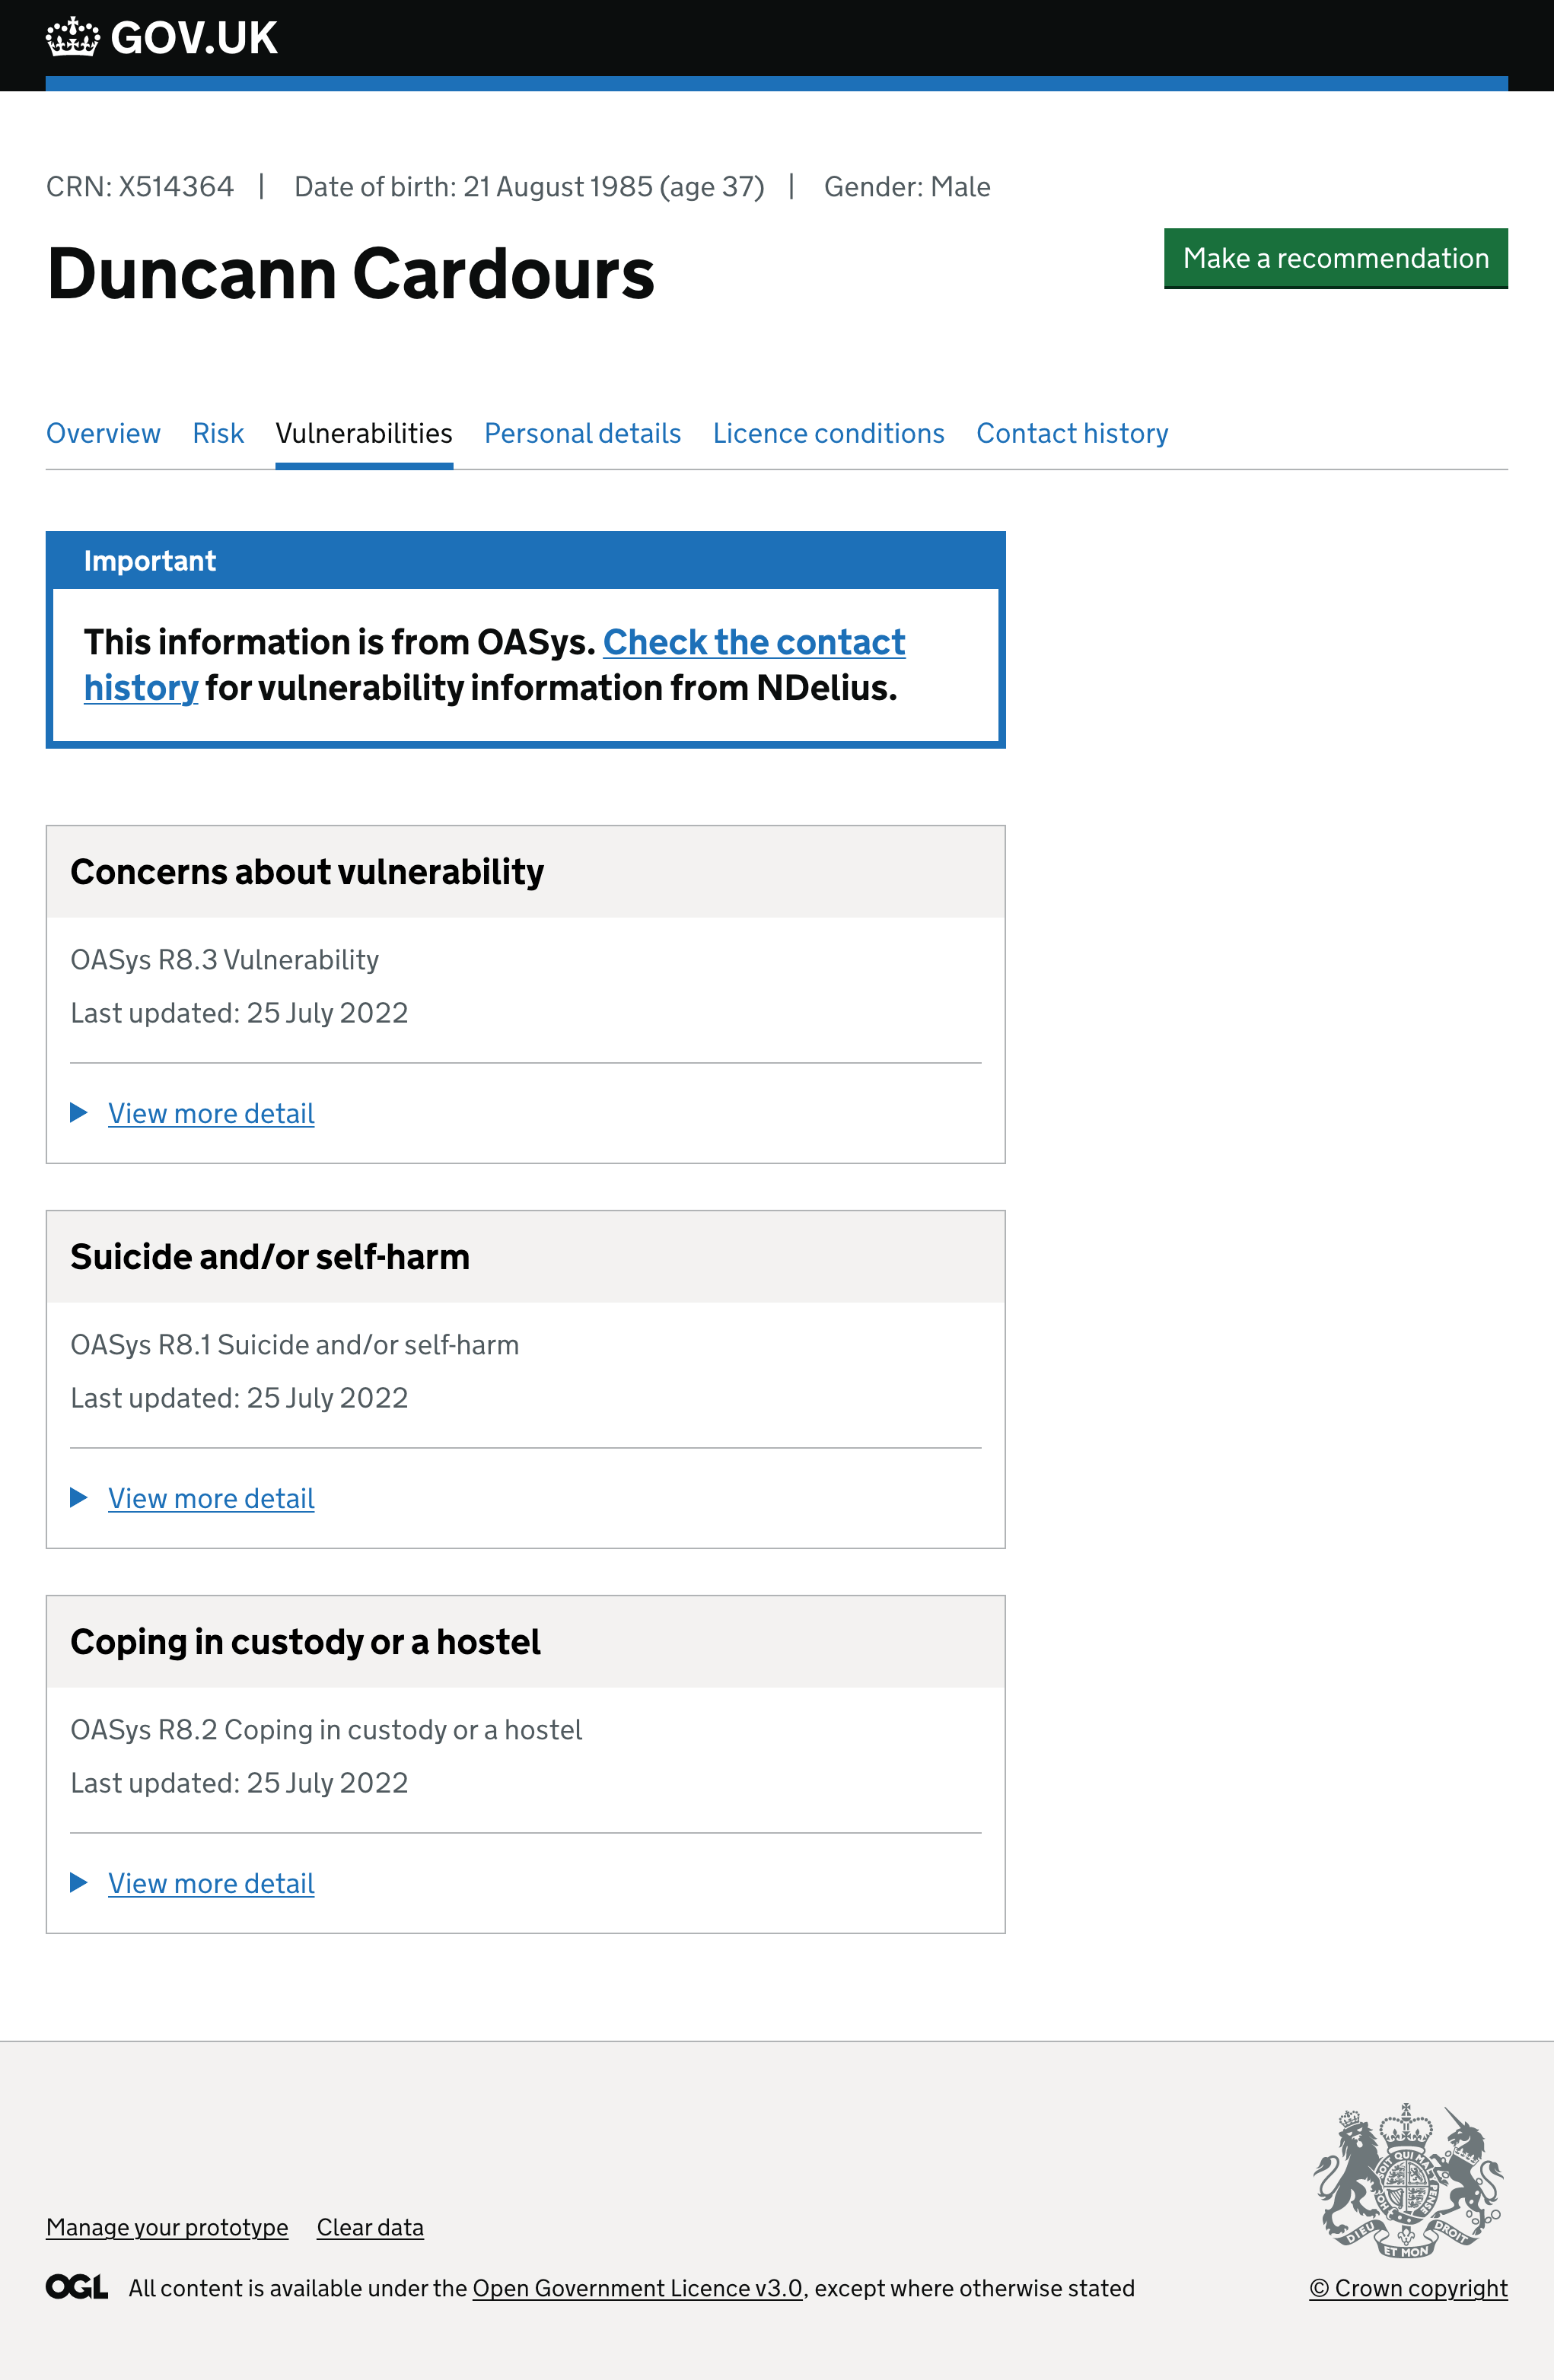 GOV.UK
CRN: X514364 | Date of birth: 21 August 1985 (age 37) | Gender: Male
Duncann Cardours
Make a recommendation
Overview Risk Vulnerabilities Personal details Licence conditions Contact history
Important
This information is from OASys. Check the contact
history for vulnerability information from NDelius.
Concerns about vulnerability
OASys R8.3 Vulnerability
Last updated: 25 July 2022
View more detail
Suicide and/or self-harm
OASys R8.1 Suicide and/or self-harm
Last updated: 25 July 2022
View more detail
Coping in custody or a hostel
OASys R8.2 Coping in custody or a hostel
Last updated: 25 July 2022
View more detail
DIEU ET MON DROIT
Manage your prototype Clear data
OGL All content is available under the Open Government Licence v3.0, except where otherwise stated
© Crown copyright